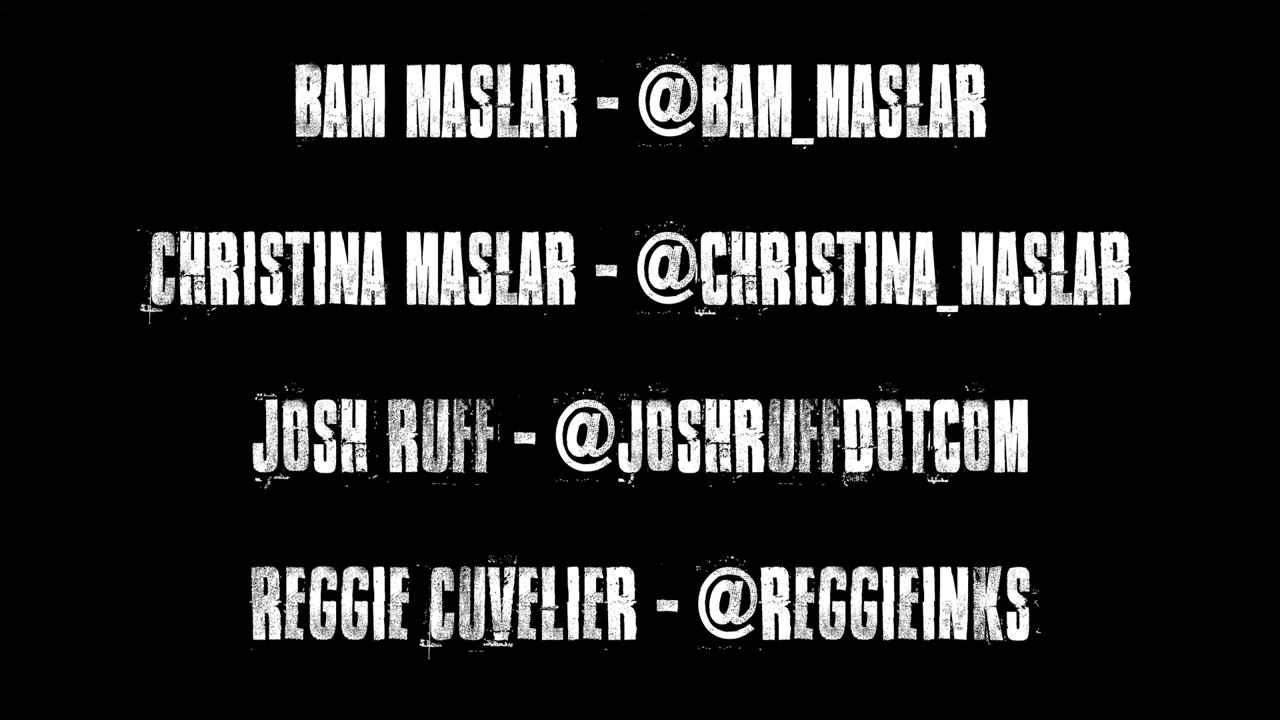 BAM MASLAR - @BAM_MASLAR
CHRISTINA MASLAR - @CHRISTINA_MASLAR
JOSH RUFF - @JOSHRUFFDOTCOM
REGGIE CUVELIER - @REGGIEINKS